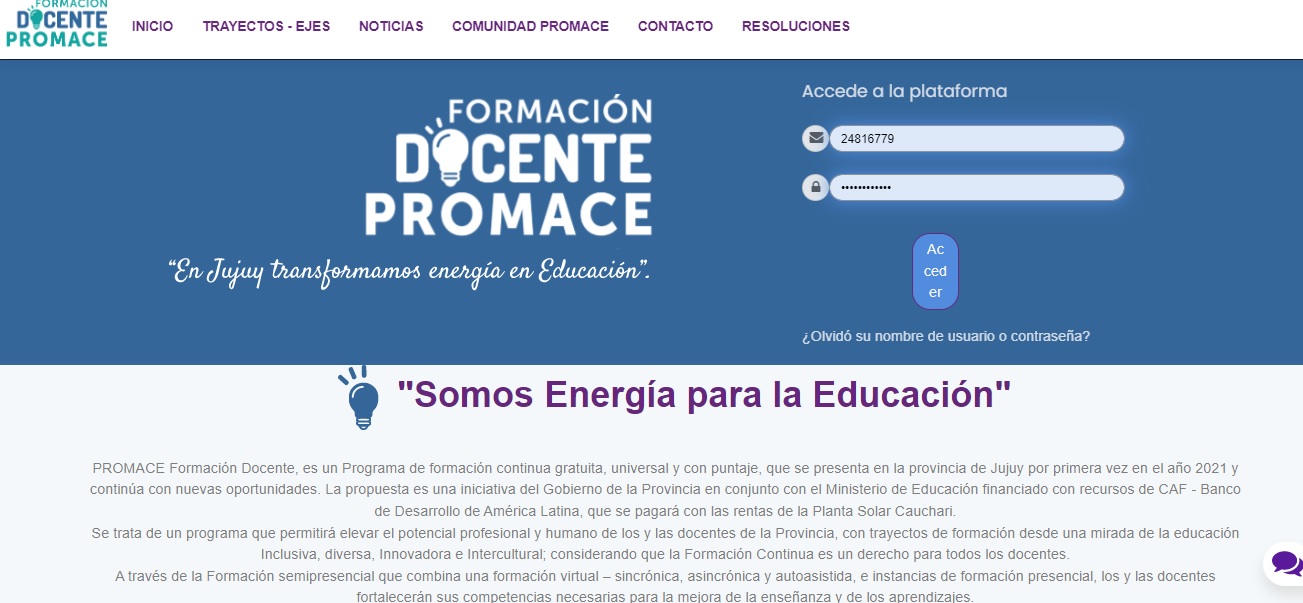 FORMACIÓN
DOCENTE
PROMACE
INICIO TRAYECTOS - EJES NOTICIAS COMUNIDAD PROMACE CONTACTO RESOLUCIONES
FORMACIÓN
DOCENTE
PROMACE
“En Jujuy transformamos energía en Educación”.
Accede a la plataforma
24816779
••••••••••••
Ac
ced
er
¿Olvidó su nombre de usuario o contraseña?
"Somos Energía para la Educación"
PROMACE Formación Docente, es un Programa de formación continua gratuita, universal y con puntaje, que se presenta en la provincia de Jujuy por primera vez en el año 2021 y
continúa con nuevas oportunidades. La propuesta es una iniciativa del Gobierno de la Provincia en conjunto con el Ministerio de Educación financiado con recursos de CAF - Banco
de Desarrollo de América Latina, que se pagará con las rentas de la Planta Solar Cauchari.
Se trata de un programa que permitirá elevar el potencial profesional y humano de los y las docentes de la Provincia, con trayectos de formación desde una mirada de la educación
Inclusiva, diversa, Innovadora e Intercultural; considerando que la Formación Continua es un derecho para todos los docentes.
A través de la Formación semipresencial que combina una formación virtual – sincrónica, asincrónica y autoasistida, e instancias de formación presencial, los y las docentes
fortalecerán sus competencias necesarias para la mejora de la enseñanza y de los aprendizajes.